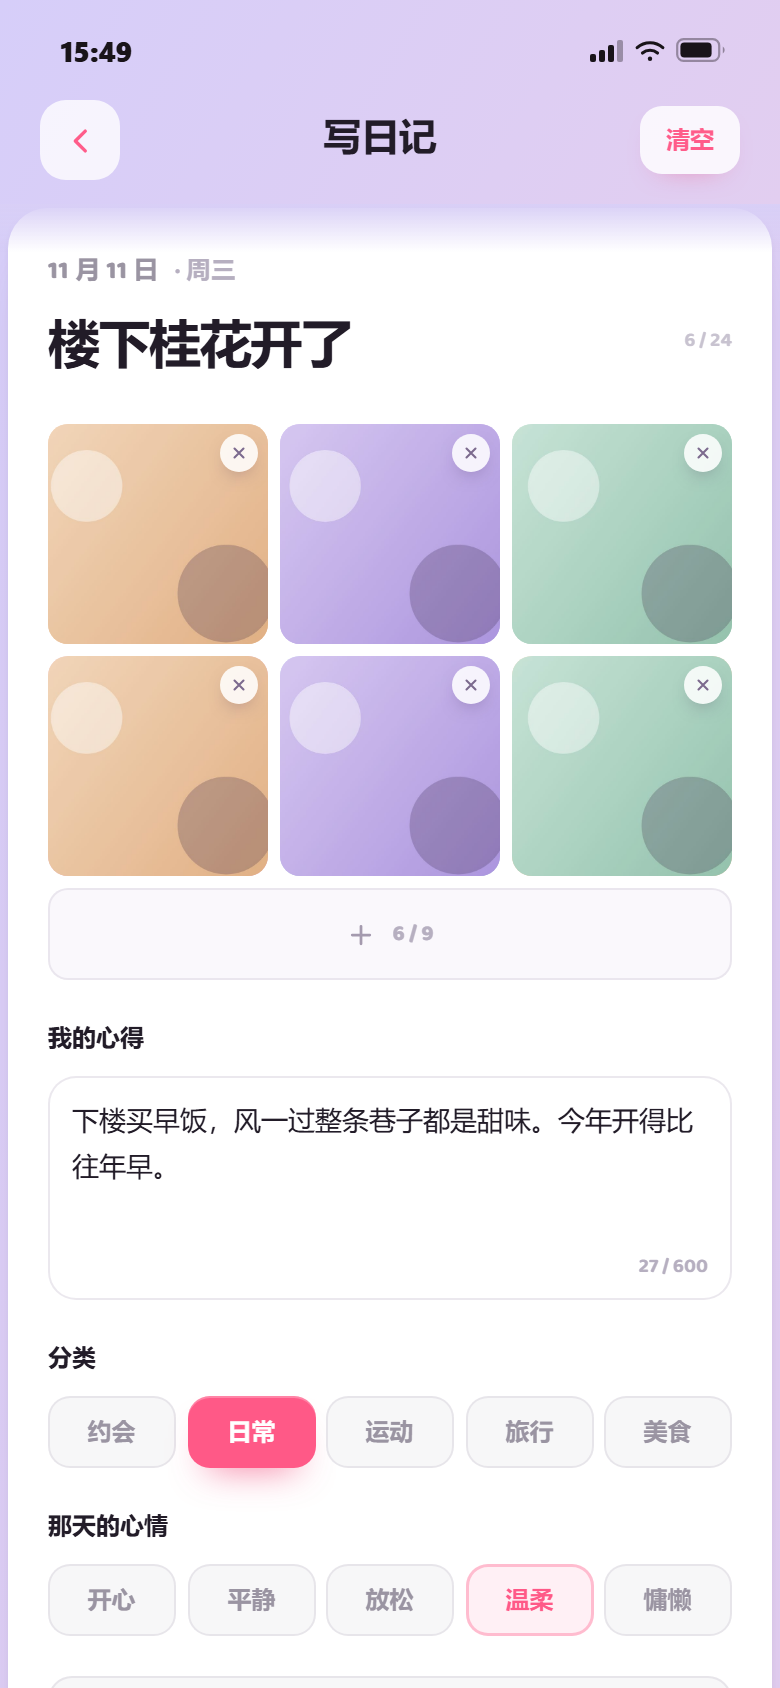 15:49
写日记
清空
11 月 11 日 · 周三
楼下桂花开了
6 / 24
6 / 9
我的心得
下楼买早饭，风一过整条巷子都是甜味。今年开得比
往年早。
27 / 600
分类
约会 日常 运动 旅行 美食
那天的心情
开心 平静 放松 温柔 慵懒